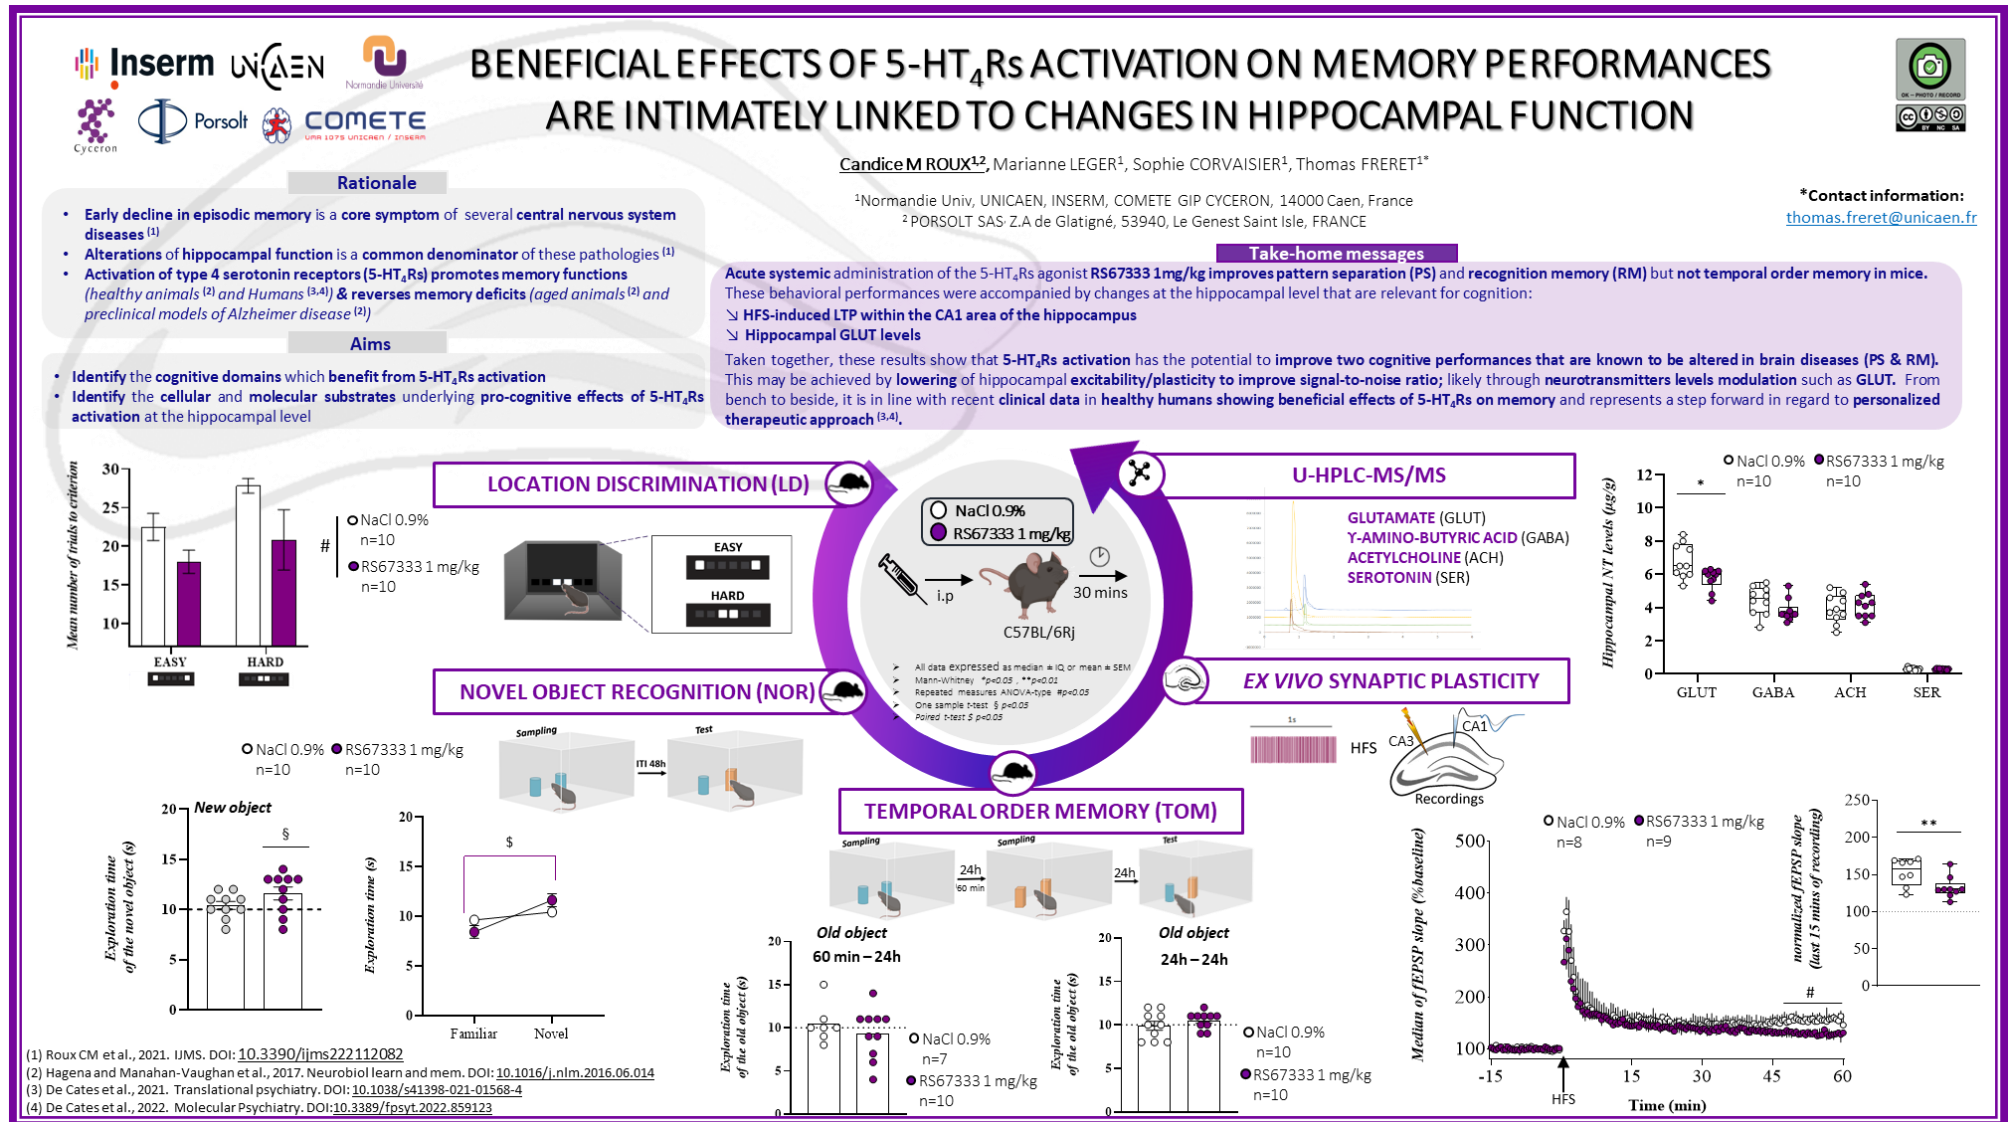 Inserm
UNICAEN
Normandie Université
Cyceron
Porsolt
COMETE
UMR 1075 UNICAEN / INSERM
BENEFICIAL EFFECTS OF 5-HT4Rs ACTIVATION ON MEMORY PERFORMANCES
ARE INTIMATELY LINKED TO CHANGES IN HIPPOCAMPAL FUNCTION
OK – PHOTO / RECORD
CC
BY NC SA
Candice M ROUX1,2, Marianne LEGER1, Sophie CORVAISIER1, Thomas FRERET1*
1Normandie Univ, UNICAEN, INSERM, COMETE GIP CYCERON, 14000 Caen, France
2 PORSOLT SAS, Z.A de Glatigné, 53940, Le Genest Saint Isle, FRANCE
*Contact information:
thomas.freret@unicaen.fr
Rationale
• Early decline in episodic memory is a core symptom of several central nervous system
diseases (1)
• Alterations of hippocampal function is a common denominator of these pathologies (1)
• Activation of type 4 serotonin receptors (5-HT4Rs) promotes memory functions
(healthy animals (2) and Humans (3,4)) & reverses memory deficits (aged animals (2) and
preclinical models of Alzheimer disease (2))
Aims
• Identify the cognitive domains which benefit from 5-HT4Rs activation
• Identify the cellular and molecular substrates underlying pro-cognitive effects of 5-HT4Rs
activation at the hippocampal level
Take-home messages
Acute systemic administration of the 5-HT4Rs agonist RS67333 1mg/kg improves pattern separation (PS) and recognition memory (RM) but not temporal order memory in mice.
These behavioral performances were accompanied by changes at the hippocampal level that are relevant for cognition:
↘ HFS-induced LTP within the CA1 area of the hippocampus
↘ Hippocampal GLUT levels
Taken together, these results show that 5-HT4Rs activation has the potential to improve two cognitive performances that are known to be altered in brain diseases (PS & RM).
This may be achieved by lowering of hippocampal excitability/plasticity to improve signal-to-noise ratio; likely through neurotransmitters levels modulation such as GLUT. From
bench to beside, it is in line with recent clinical data in healthy humans showing beneficial effects of 5-HT4Rs on memory and represents a step forward in regard to personalized
therapeutic approach (3,4).
Mean number of trials to criterion
30
25
20
15
10
EASY
HARD
#
NaCl 0.9%
n=10
RS67333 1 mg/kg
n=10
LOCATION DISCRIMINATION (LD)
EASY
HARD
NaCl 0.9%
RS67333 1 mg/kg
i.p
30 mins
C57BL/6Rj
➢ All data expressed as median ± IQ or mean ± SEM
➢ Mann-Whitney *p<0.05 , **p<0.01
➢ Repeated measures ANOVA-type #p<0.05
➢ One sample t-test § p<0.05
➢ Paired t-test $ p<0.05
U-HPLC-MS/MS
GLUTAMATE (GLUT)
Y-AMINO-BUTYRIC ACID (GABA)
ACETYLCHOLINE (ACH)
SEROTONIN (SER)
Hippocampal NT levels (µg/g)
12
10
8
6
4
2
0
*
NaCl 0.9%
n=10
RS67333 1 mg/kg
n=10
GLUT
GABA
ACH
SER
NOVEL OBJECT RECOGNITION (NOR)
Sampling
ITI 48h
Test
NaCl 0.9%
n=10
RS67333 1 mg/kg
n=10
New object
Exploration time
of the novel object (s)
20
15
10
5
0
§
Exploration time (s)
20
15
10
5
0
$
Familiar
Novel
EX VIVO SYNAPTIC PLASTICITY
1s
HFS
CA3
CA1
Recordings
TEMPORAL ORDER MEMORY (TOM)
Sampling
24h
60 min
Sampling
24h
Test
Old object
60 min – 24h
Exploration time
of the old object (s)
20
15
10
5
0
NaCl 0.9%
n=7
RS67333 1 mg/kg
n=10
Old object
24h – 24h
Exploration time
of the old object (s)
20
15
10
5
0
NaCl 0.9%
n=10
RS67333 1 mg/kg
n=10
NaCl 0.9%
n=8
RS67333 1 mg/kg
n=9
Median of fEPSP slope (%baseline)
500
400
300
200
100
-15
15
30
45
60
HFS
Time (min)
#
normalized fEPSP slope
(last 15 mins of recording)
250
200
150
100
50
0
**
(1) Roux CM et al., 2021. IJMS. DOI: 10.3390/ijms222112082
(2) Hagena and Manahan-Vaughan et al., 2017. Neurobiol learn and mem. DOI: 10.1016/j.nlm.2016.06.014
(3) De Cates et al., 2021. Translational psychiatry. DOI: 10.1038/s41398-021-01568-4
(4) De Cates et al., 2022. Molecular Psychiatry. DOI:10.3389/fpsyt.2022.859123